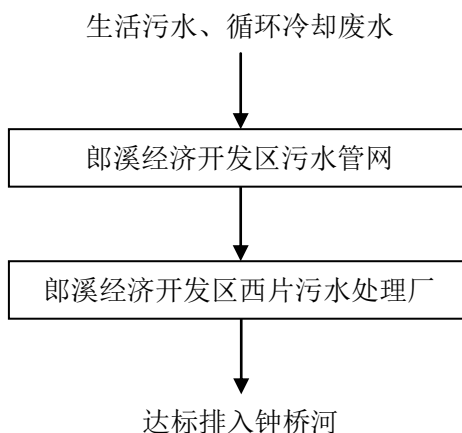 生活污水、循环冷却废水
郎溪经济开发区污水管网
郎溪经济开发区西片污水处理厂
达标排入钟桥河